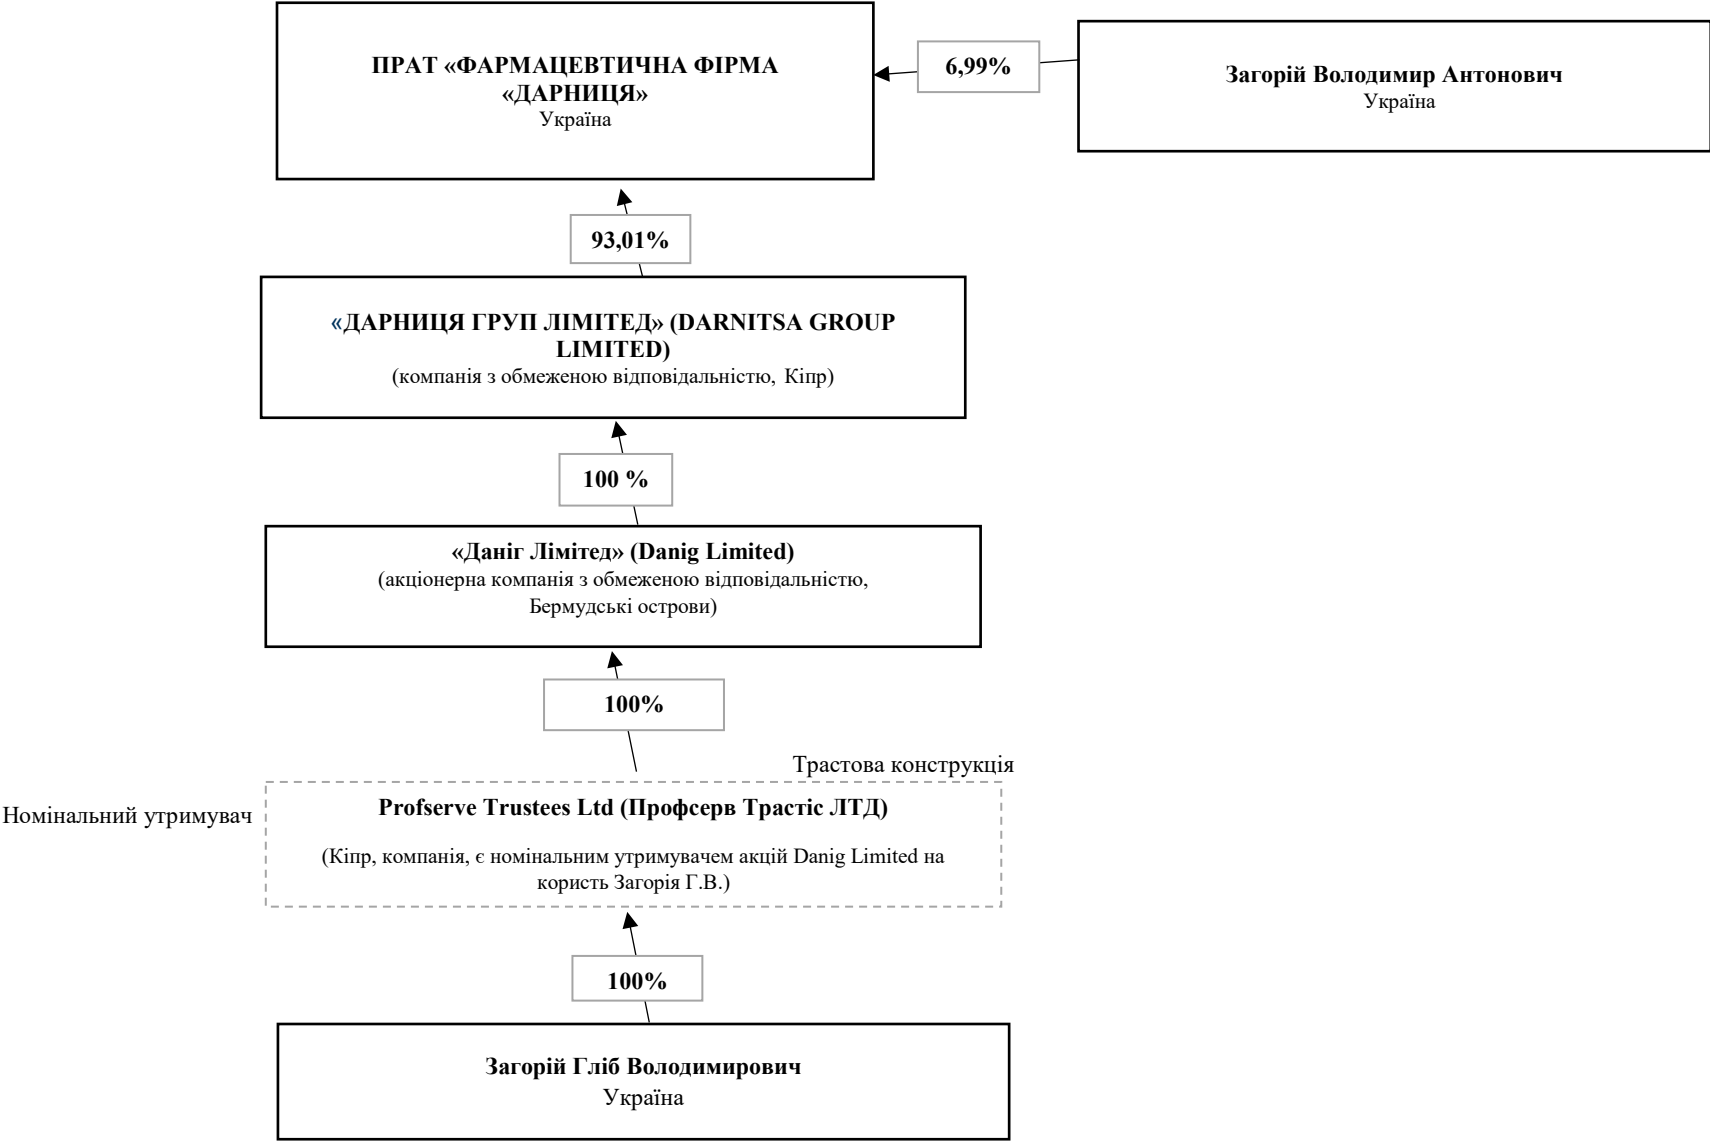 ПРАТ «ФАРМАЦЕВТИЧНА ФІРМА
«ДАРНИЦЯ»
Україна
6,99%
Загорій Володимир Антонович
Україна
93,01%
«ДАРНИЦЯ ГРУП ЛІМІТЕД» (DARNITSA GROUP
LIMITED)
(компанія з обмеженою відповідальністю, Кіпр)
100 %
«Даніг Лімітед» (Danig Limited)
(акціонерна компанія з обмеженою відповідальністю,
Бермудські острови)
100%
Трастова конструкція
Номінальний утримувач
Profserve Trustees Ltd (Профсерв Трастіс ЛТД)
(Кіпр, компанія, є номінальним утримувачем акцій Danig Limited на
користь Загорія Г.В.)
100%
Загорій Гліб Володимирович
Україна